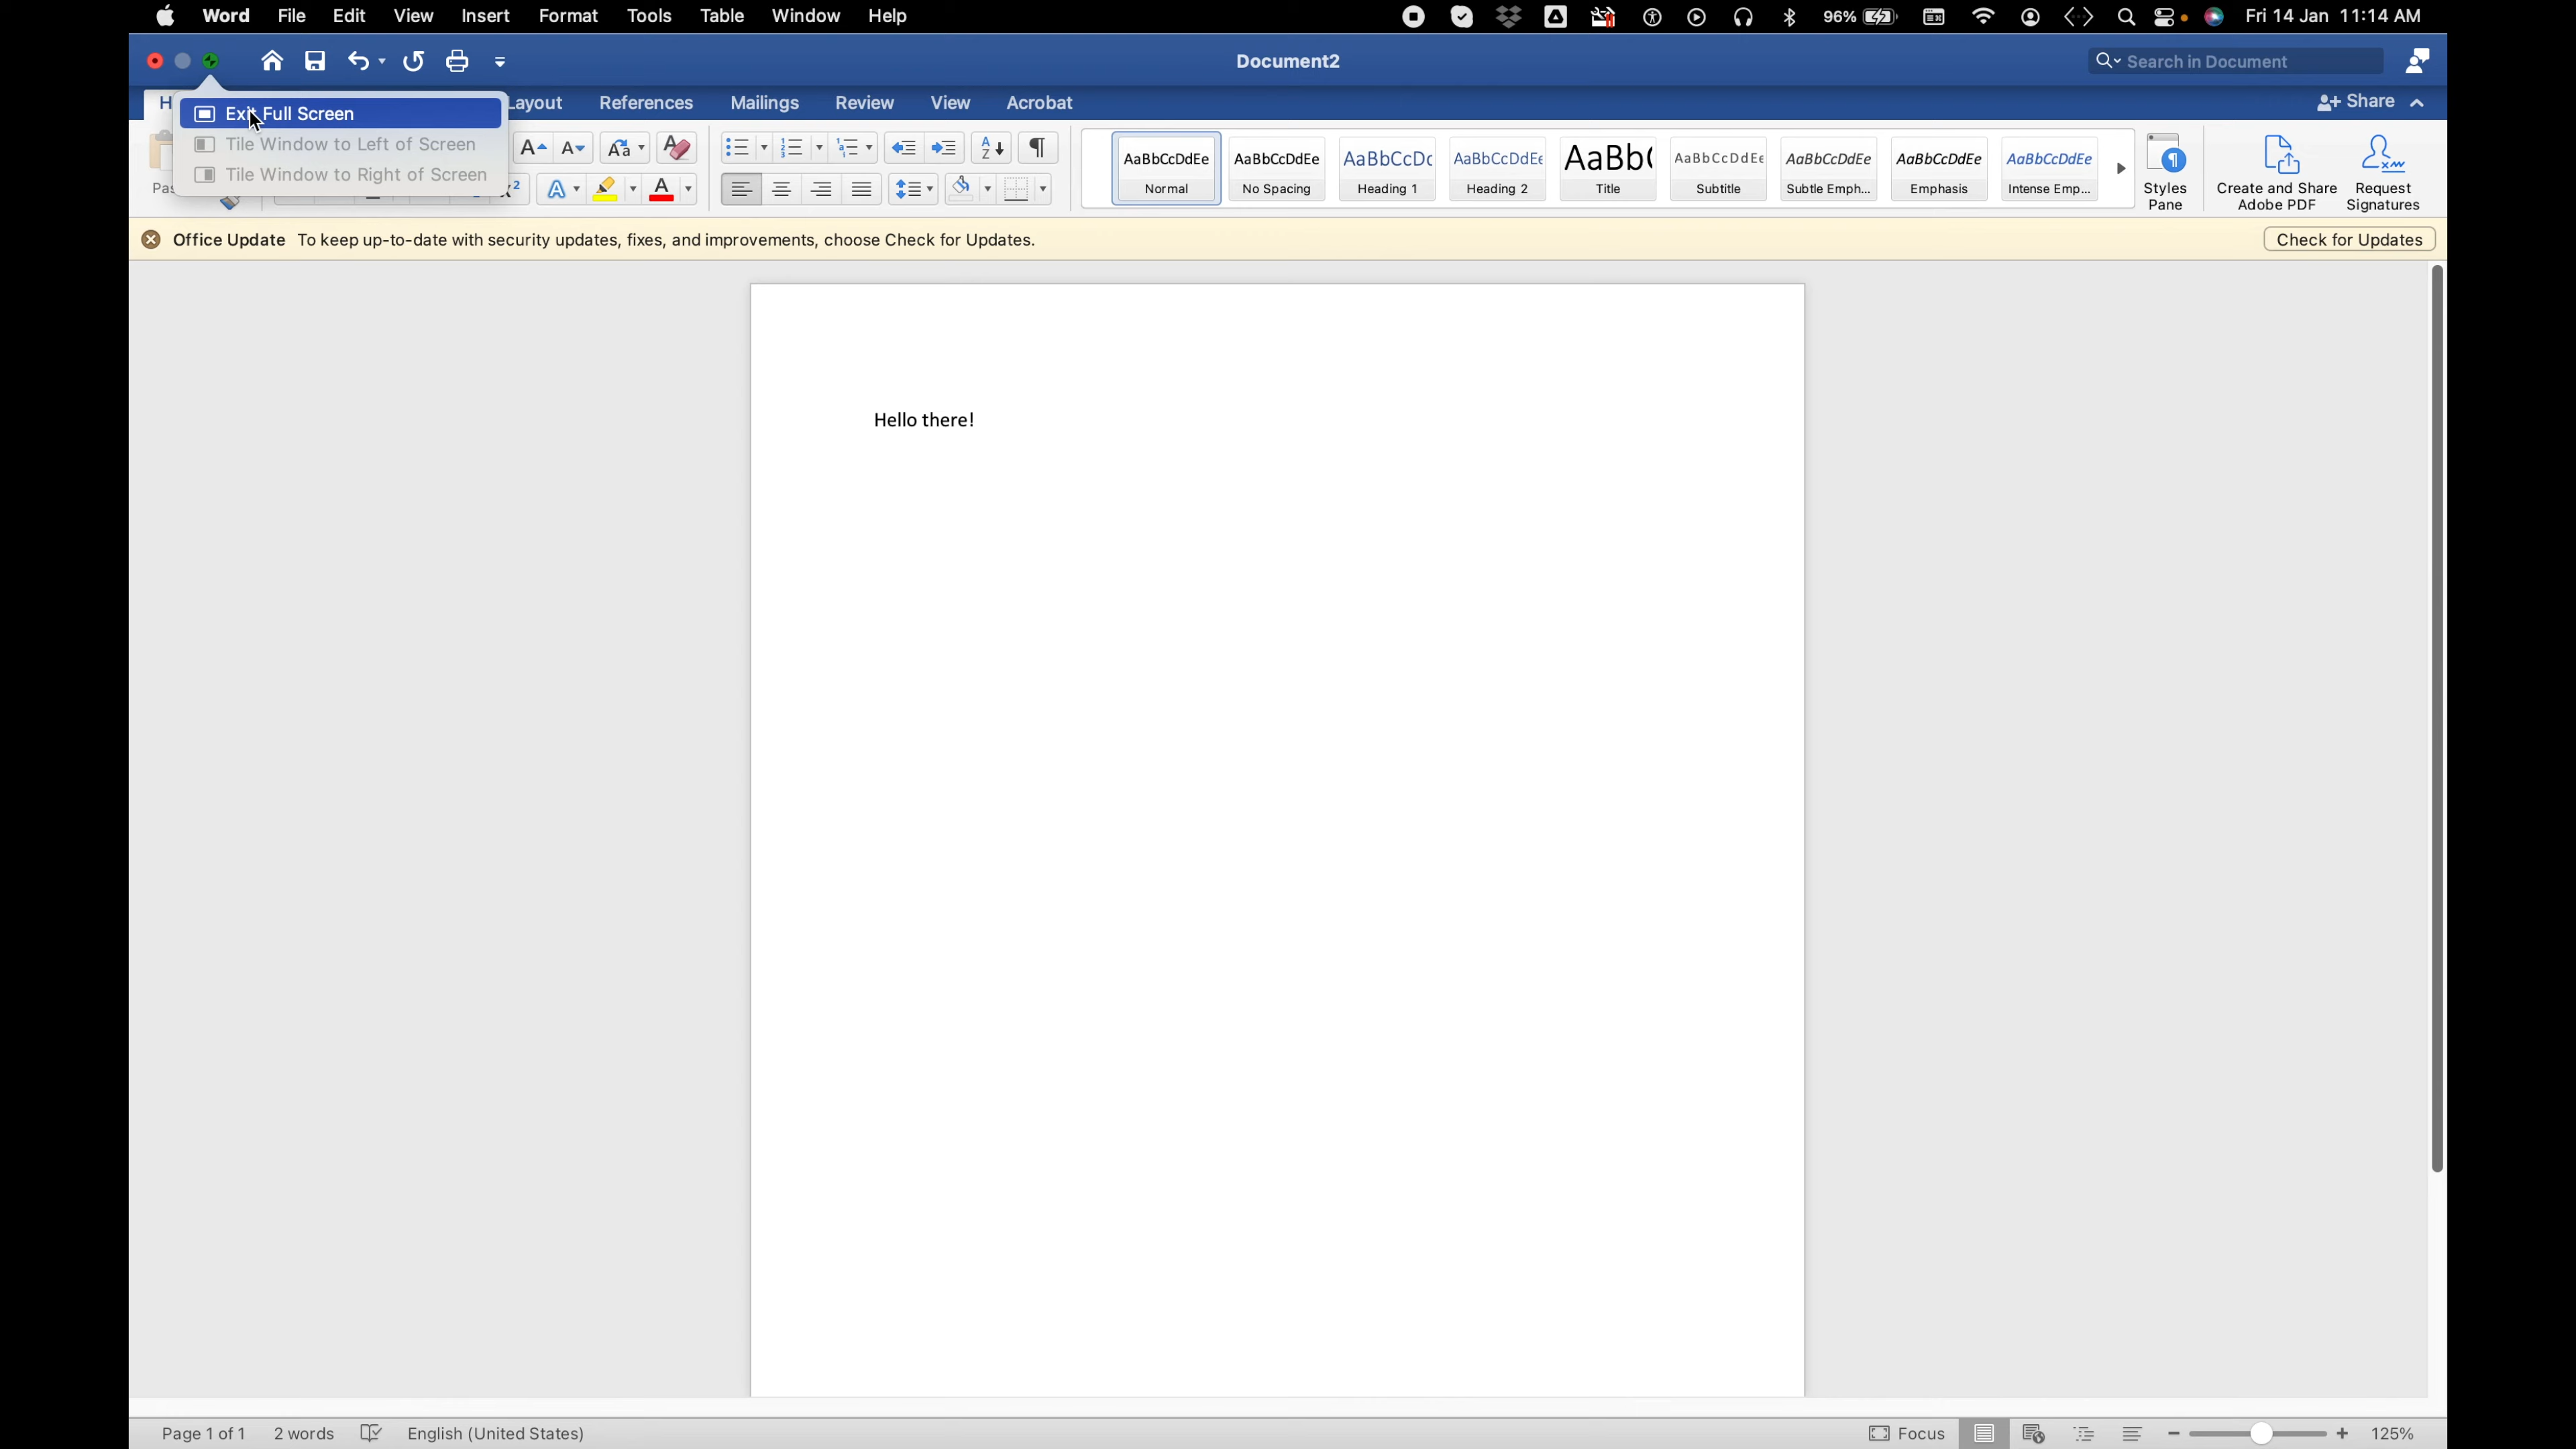 Word File Edit View Insert Format Tools Table Window Help 96% Fri 14 Jan 11:14 AM
Document2 Search in Document
Layout References Mailings Review View Acrobat Share
Exit Full Screen
Tile Window to Left of Screen
Tile Window to Right of Screen
AaBbCcDdEe AaBbCcDdEe AaBbCcDc AaBbCcDdEe AaBb( AaBbCcDdEe AaBbCcDdEe AaBbCcDdEe AaBbCcDdEe
Normal No Spacing Heading 1 Heading 2 Title Subtitle Subtle Emph... Emphasis Intense Emp...
Styles Pane
Create and Share Adobe PDF
Request Signatures
Office Update To keep up-to-date with security updates, fixes, and improvements, choose Check for Updates. Check for Updates
Hello there!
Page 1 of 1 2 words English (United States) Focus 125%